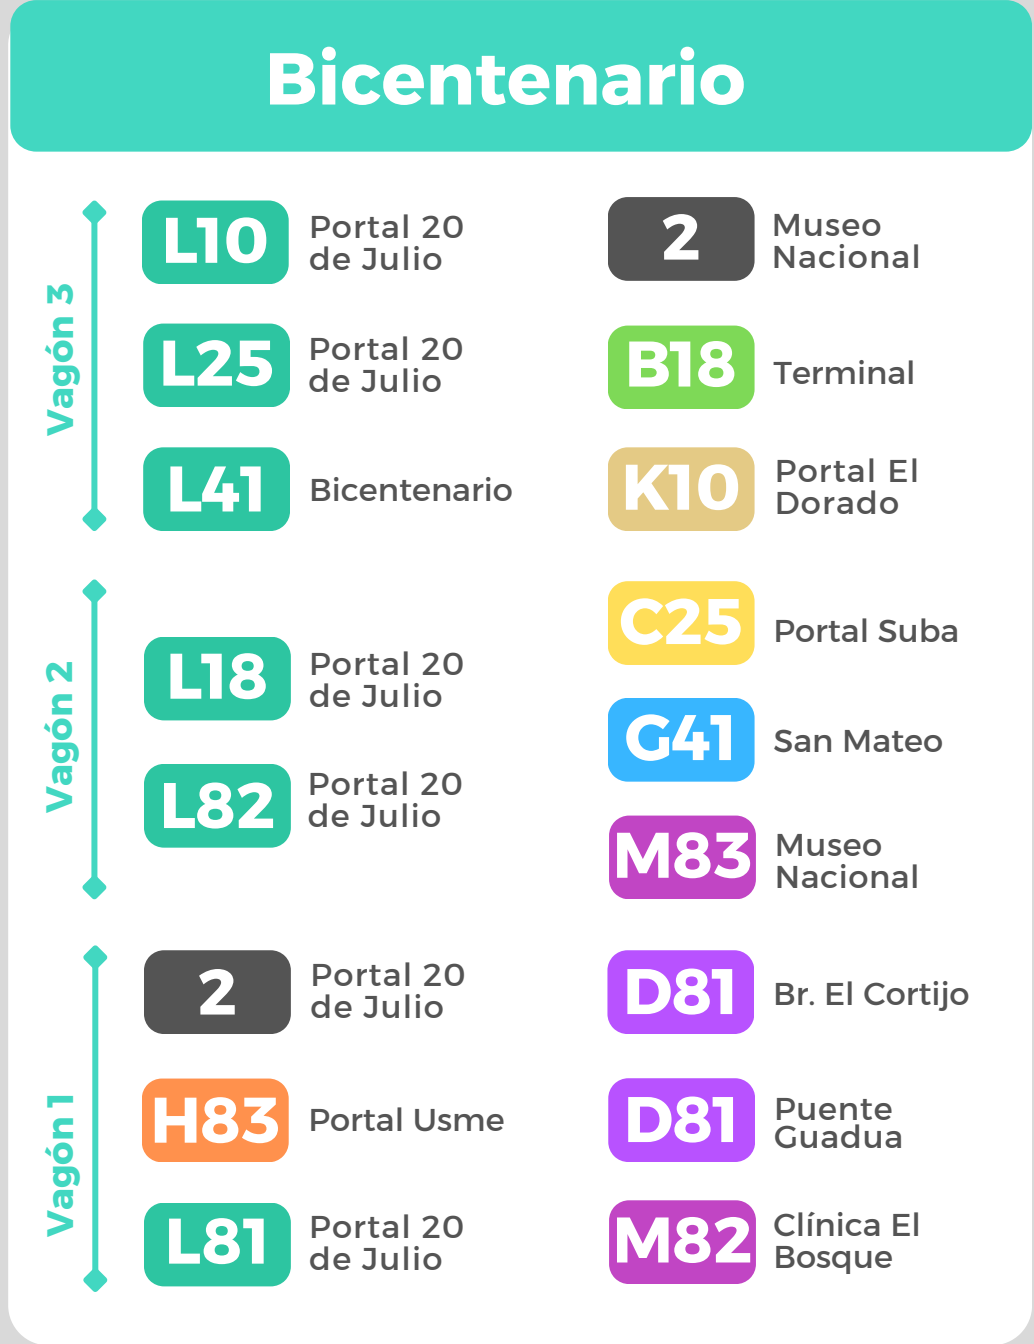 Bicentenario
Vagón 3
L10
Portal 20
de Julio
2
Museo
Nacional
L25
Portal 20
de Julio
B18
Terminal
L41
Bicentenario
K10
Portal El
Dorado
Vagón 2
C25
Portal Suba
L18
Portal 20
de Julio
G41
San Mateo
L82
Portal 20
de Julio
M83
Museo
Nacional
Vagón 1
2
Portal 20
de Julio
D81
Br. El Cortijo
H83
Portal Usme
D81
Puente
Guadua
L81
Portal 20
de Julio
M82
Clínica El
Bosque